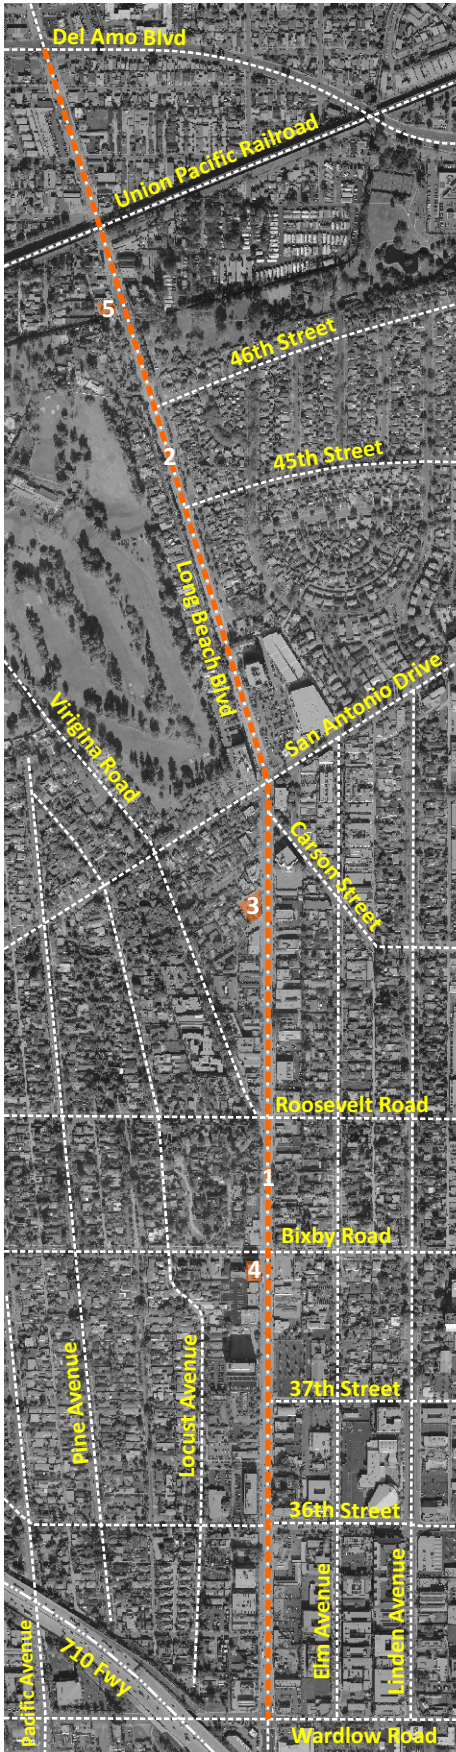 Del Amo Blvd
Union Pacific Railroad
5
46th Street
2
45th Street
Long Beach Blvd
San Antonio Drive
Virigina Road
Carson Street
3
Roosevelt Road
1
Bixby Road
4
37th Street
Pine Avenue
Locust Avenue
36th Street
Elm Avenue
Linden Avenue
710 Fwy
Pacific Avenue
Wardlow Road